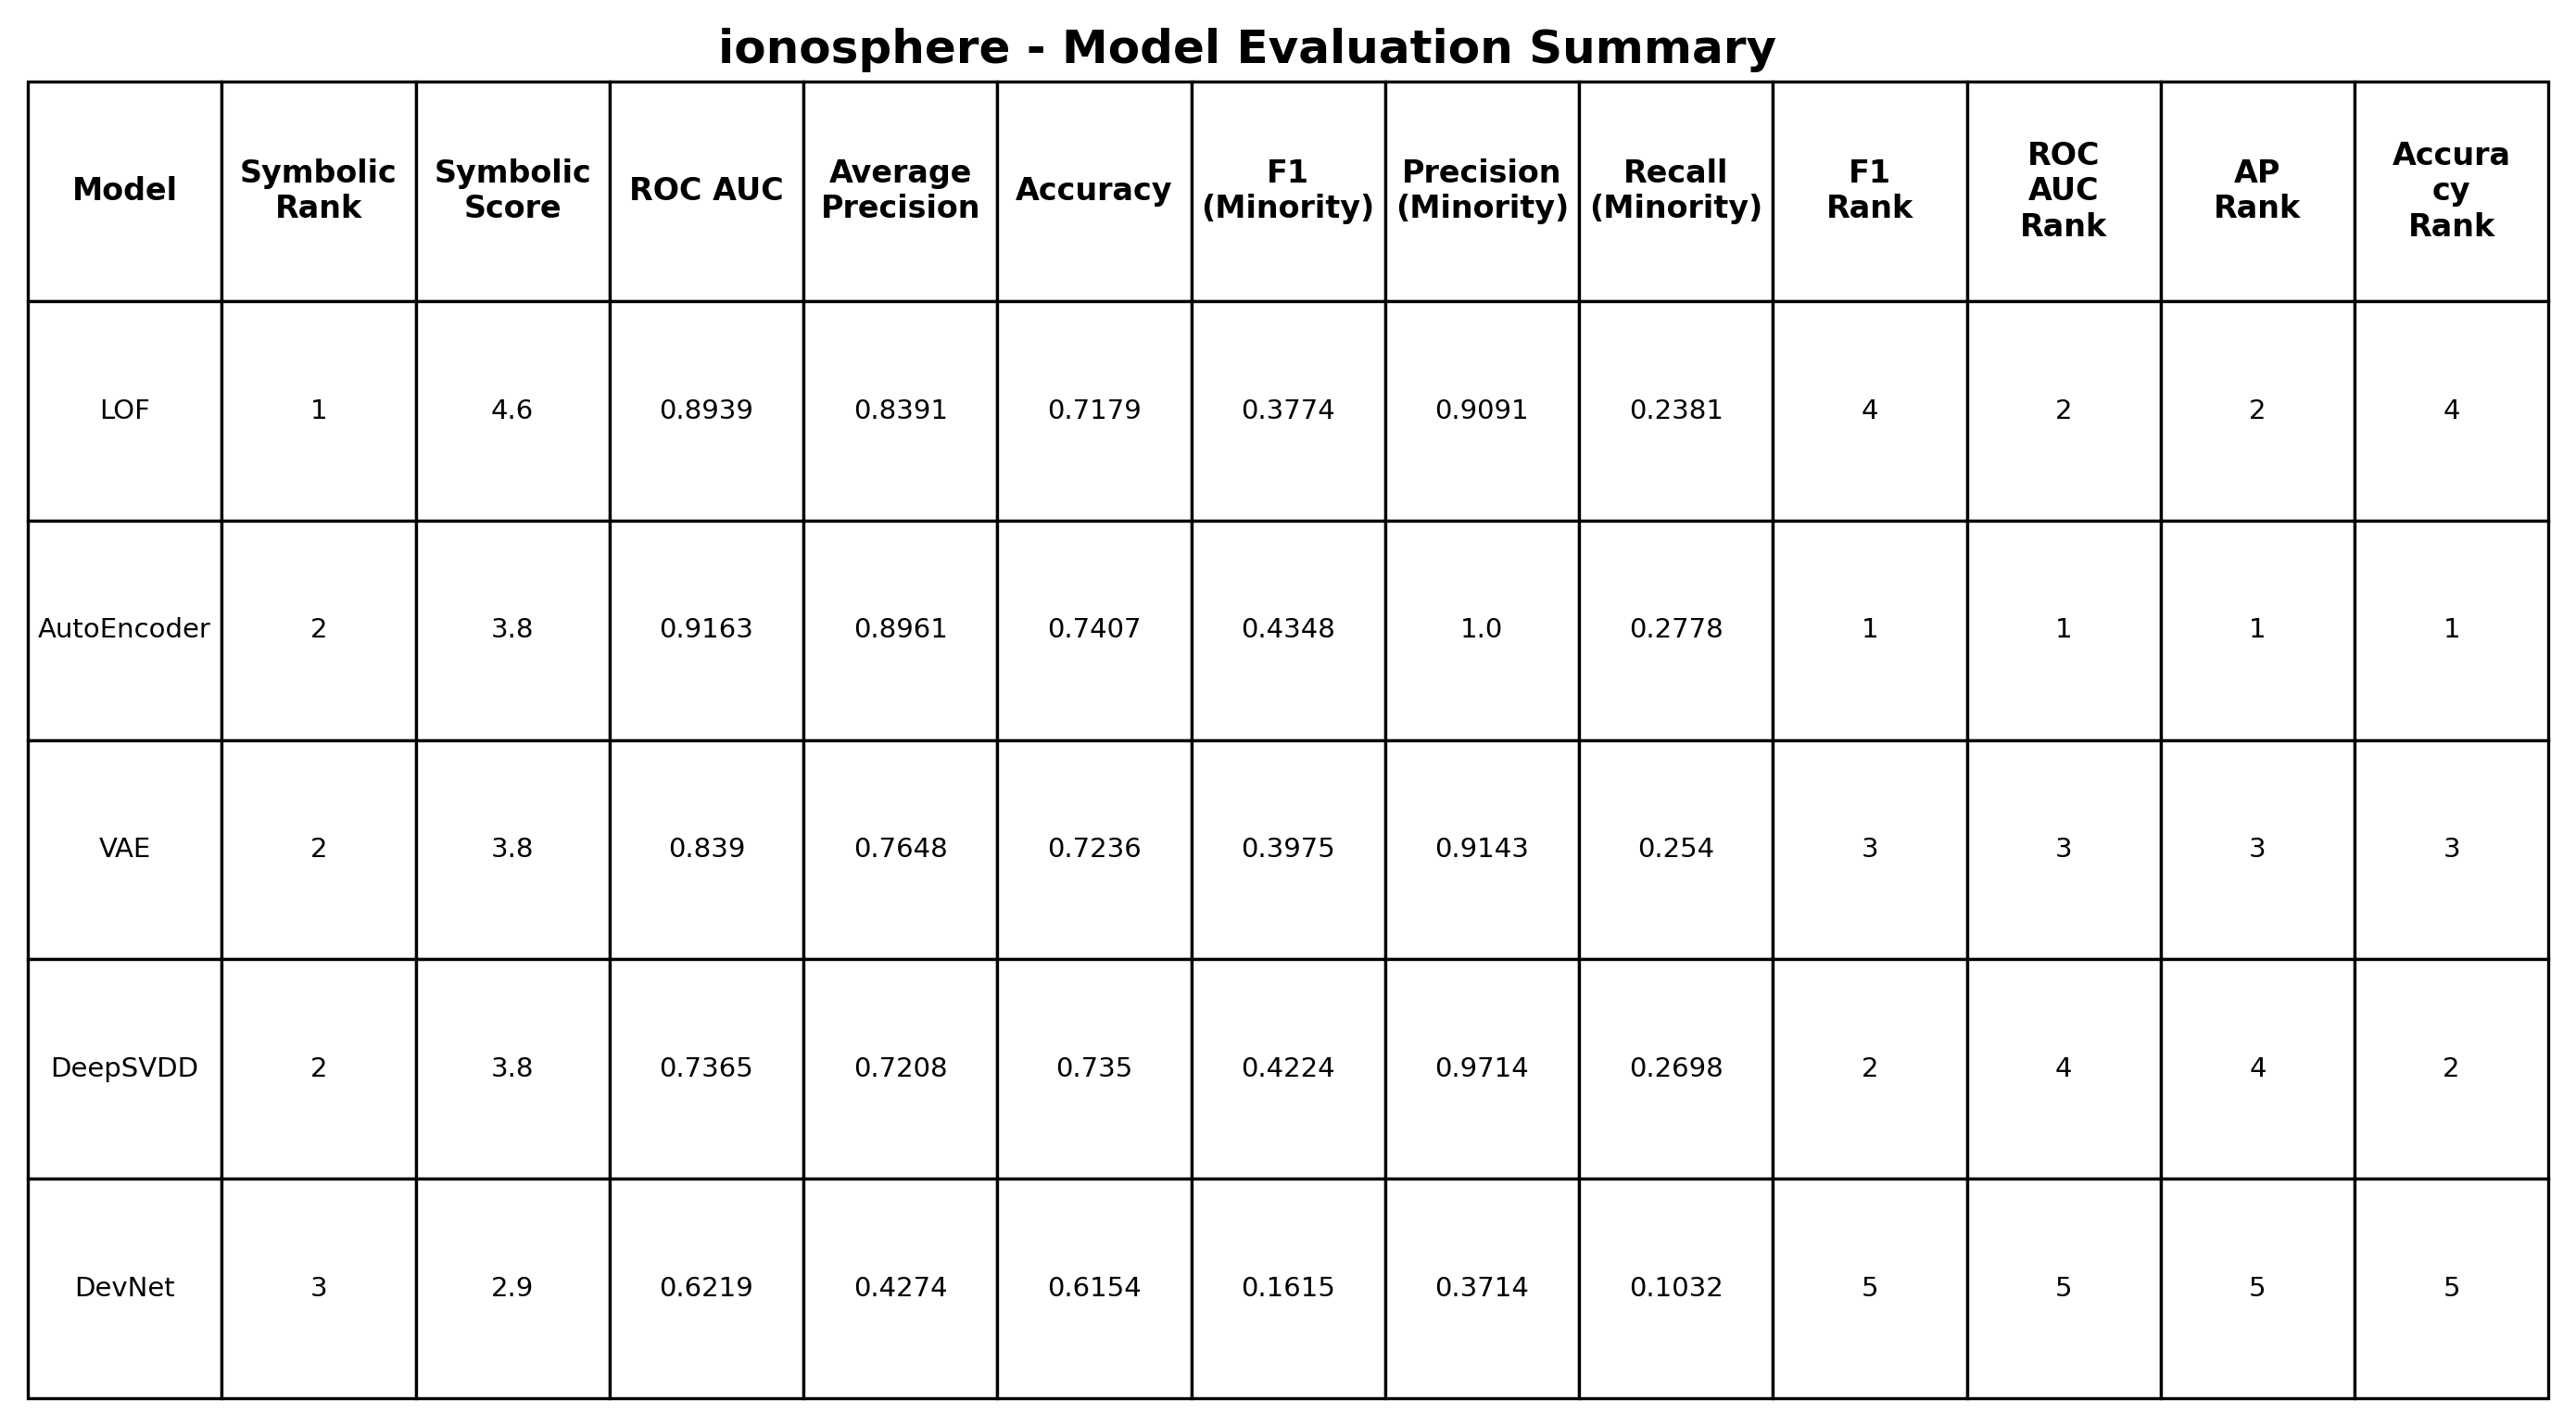 ionosphere - Model Evaluation Summary
Model Symbolic Rank Symbolic Score ROC AUC Average Precision Accuracy F1 (Minority) Precision (Minority) Recall (Minority) F1 Rank ROC AUC Rank AP Rank Accura cy Rank
LOF 1 4.6 0.8939 0.8391 0.7179 0.3774 0.9091 0.2381 4 2 2 4
AutoEncoder 2 3.8 0.9163 0.8961 0.7407 0.4348 1.0 0.2778 1 1 1 1
VAE 2 3.8 0.839 0.7648 0.7236 0.3975 0.9143 0.254 3 3 3 3
DeepSVDD 2 3.8 0.7365 0.7208 0.735 0.4224 0.9714 0.2698 2 4 4 2
DevNet 3 2.9 0.6219 0.4274 0.6154 0.1615 0.3714 0.1032 5 5 5 5